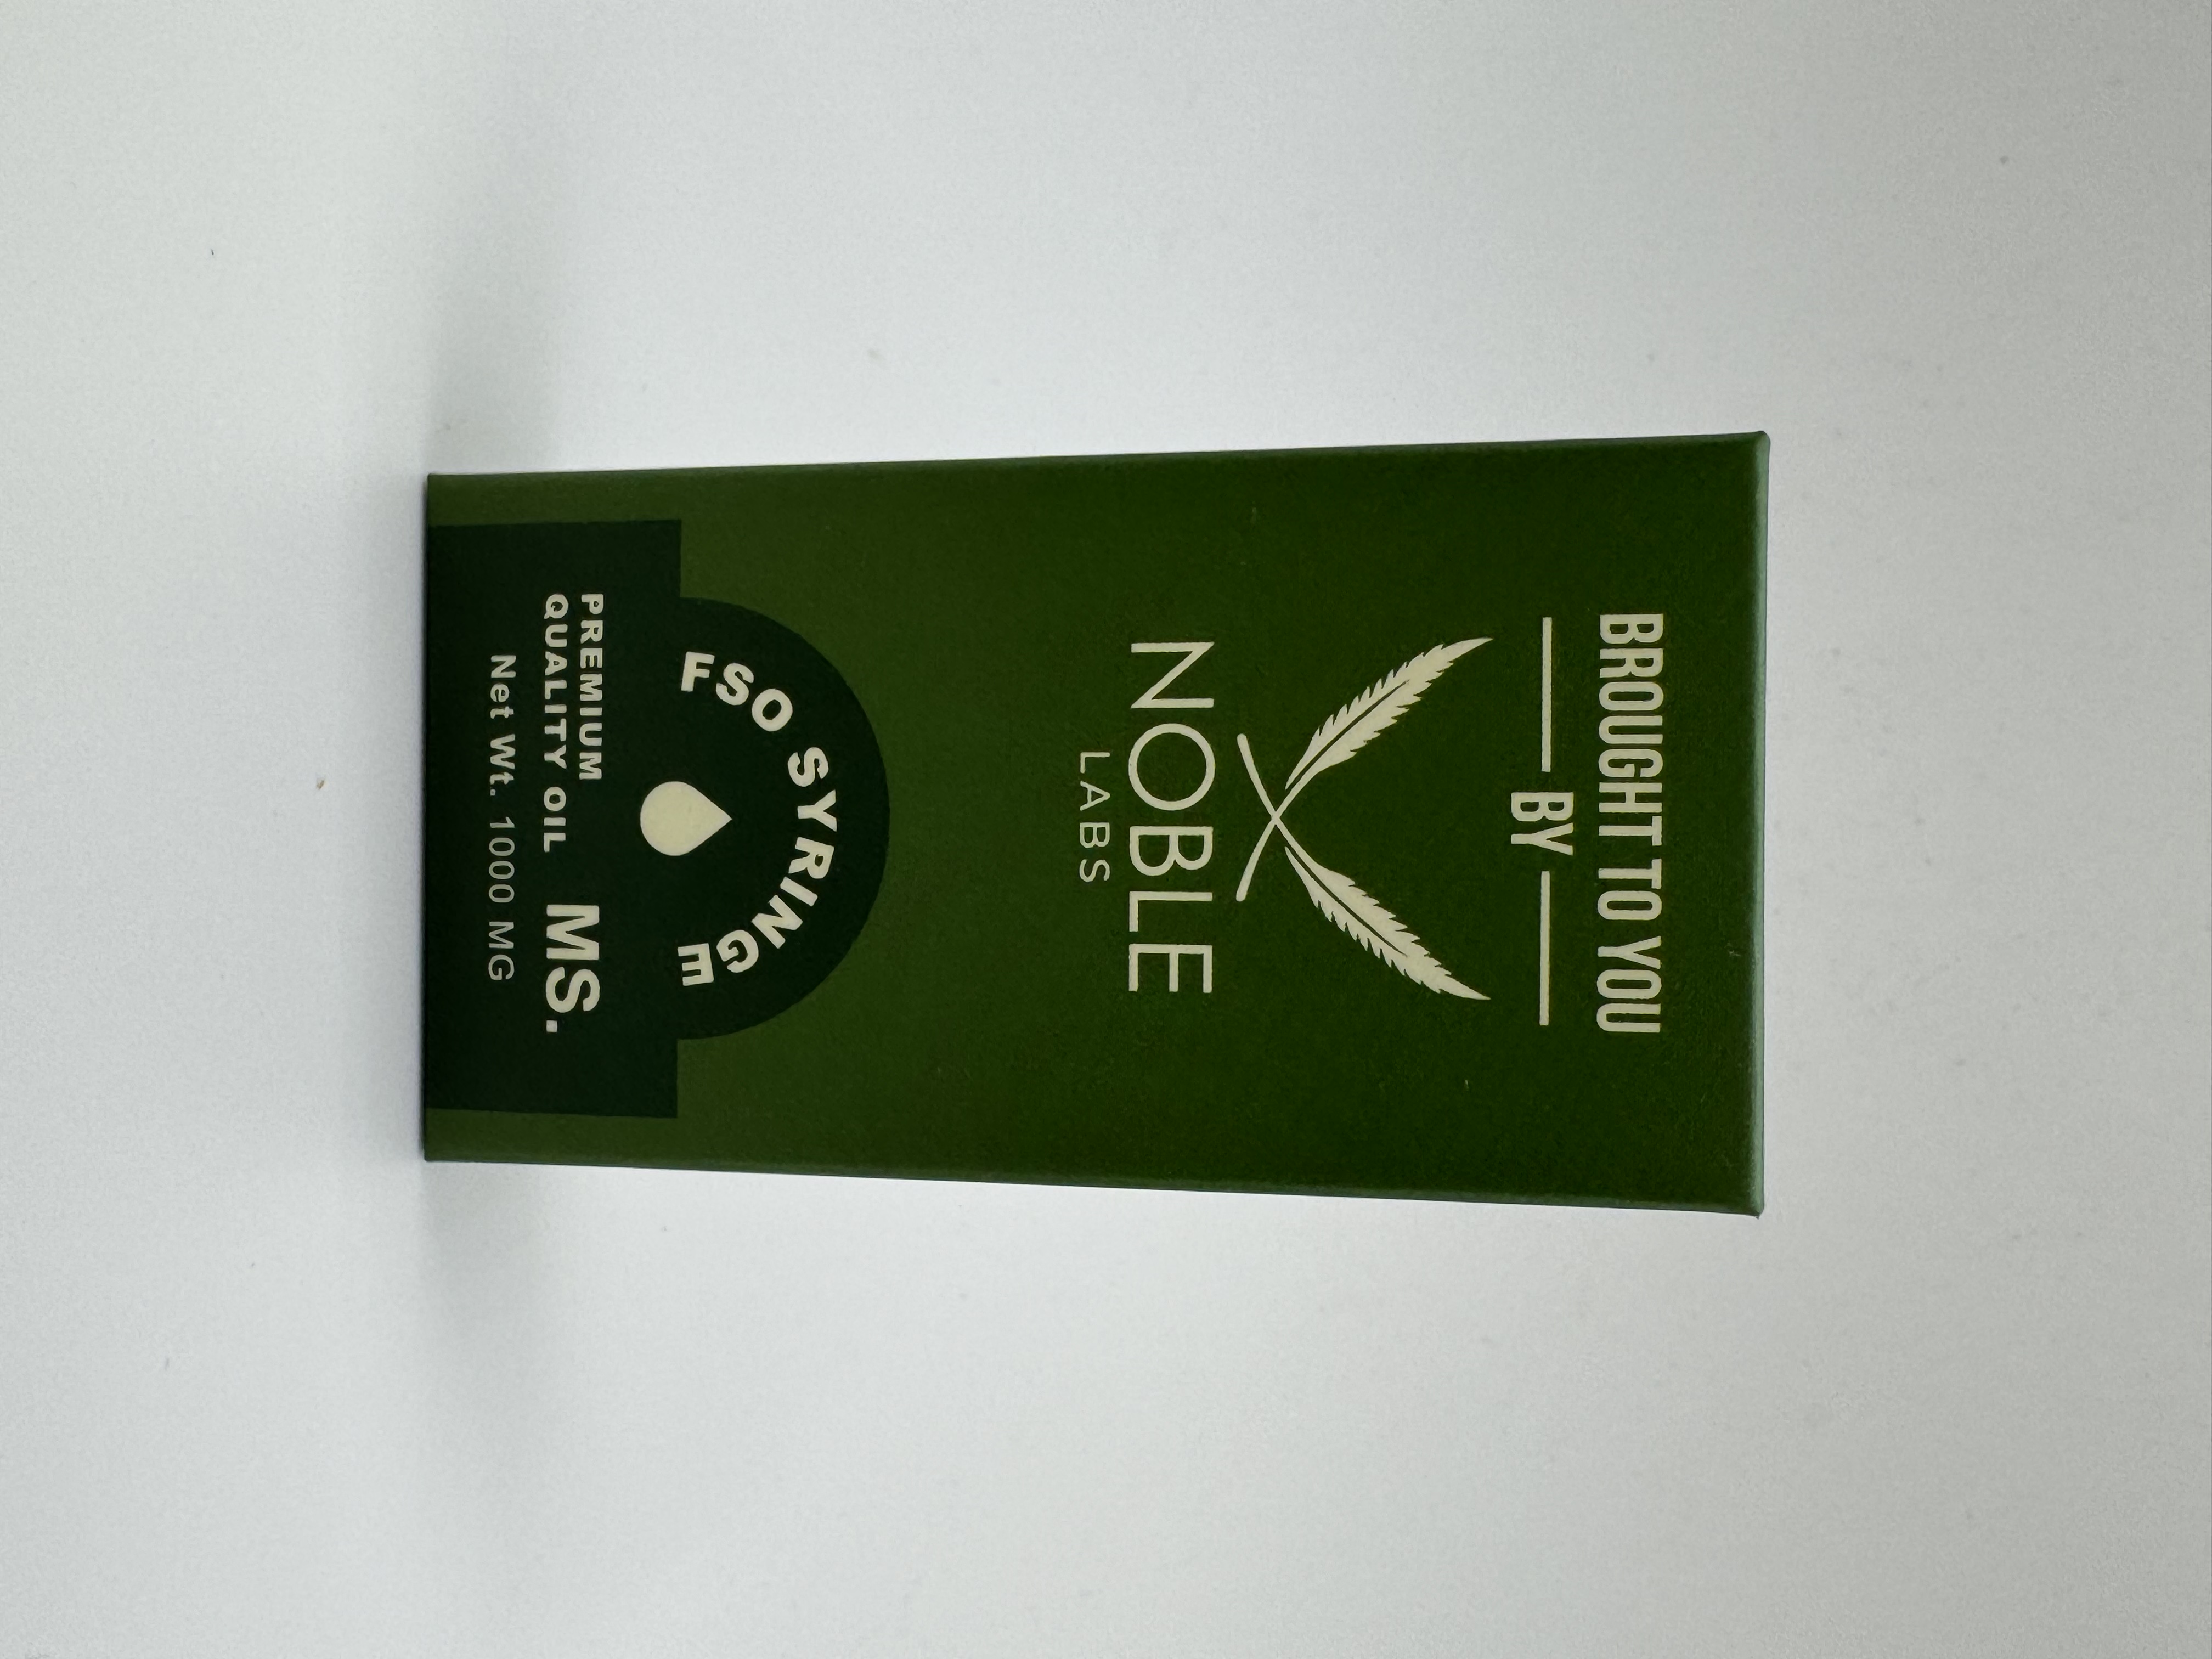 BROUGHT TO YOU
BY
NOBLE
LABS
FSO SYRINGE
PREMIUM
QUALITY OIL MS.
Net Wt. 1000 MG